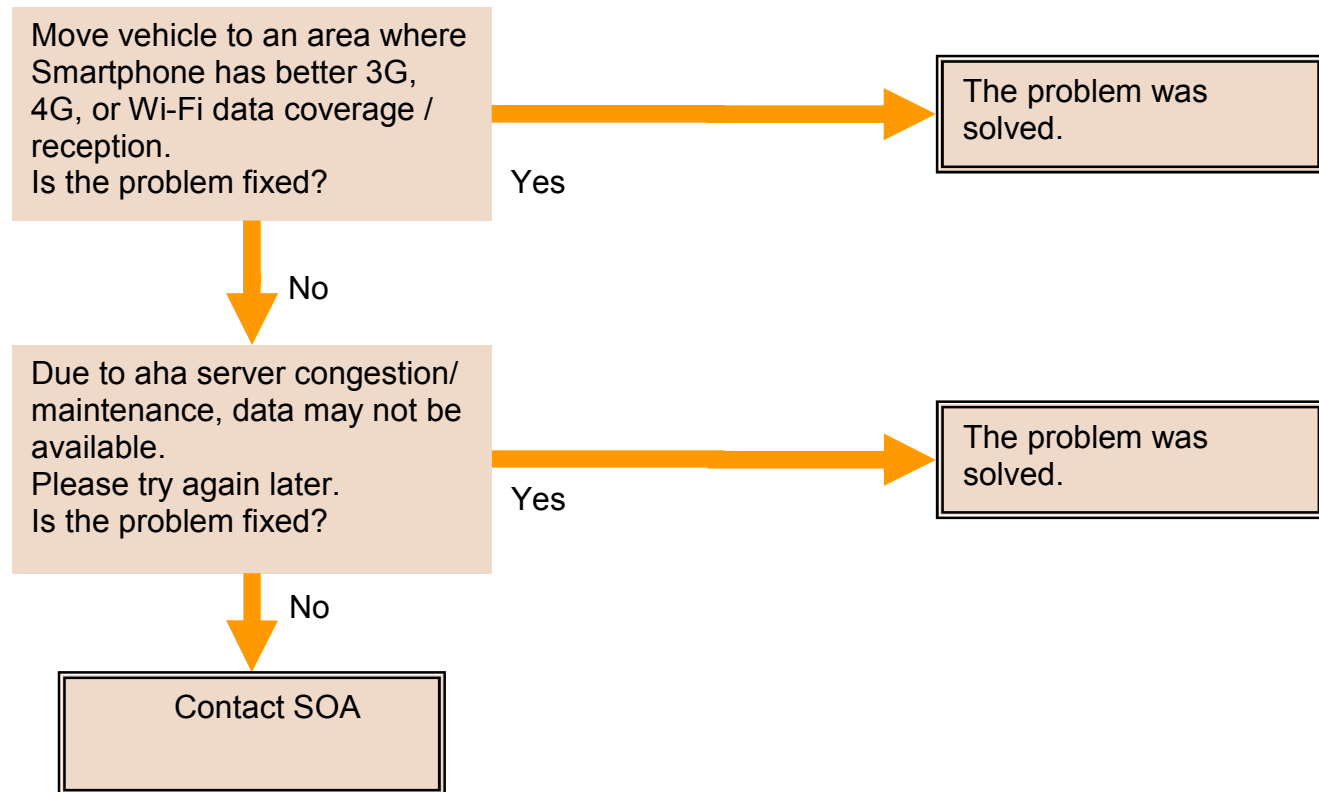 Move vehicle to an area where
Smartphone has better 3G,
4G, or Wi-Fi data coverage /
reception.
Is the problem fixed?
Yes
The problem was
solved.
No
Due to aha server congestion/
maintenance, data may not be
available.
Please try again later.
Is the problem fixed?
Yes
The problem was
solved.
No
Contact SOA